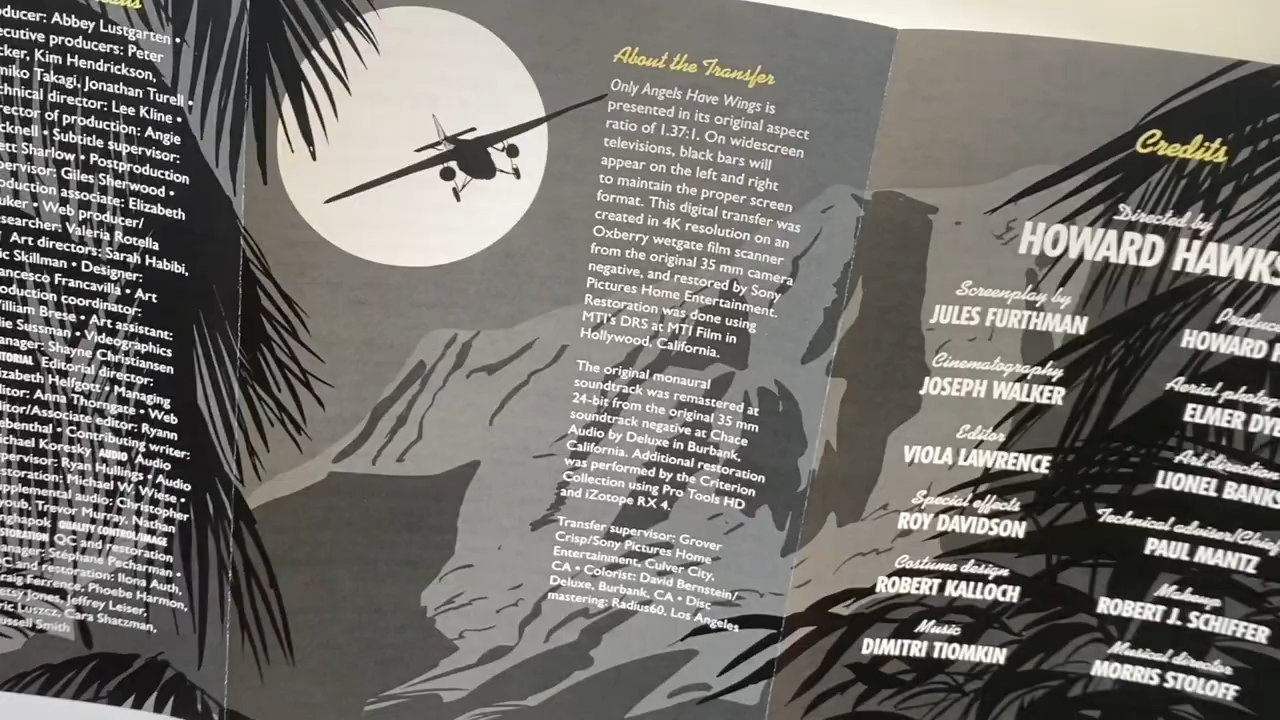 ducer: Abbey Lustgarten •
ecutive producers: Peter
cker, Kim Hendrickson,
miko Takagi, Jonathan Turell •
chnical director: Lee Kline •
rector of production: Angie
cknell • Subtitle supervisor:
ett Sharlow • Postproduction
pervisor: Giles Sherwood •
oduction associate: Elizabeth
uker • Web producer/
searcher: Valeria Rotella
Art directors: Sarah Habibi,
ic Skillman • Designer:
ancesco Francavilla • Art
oduction coordinator:
illiam Brese • Art assistant:
lie Sussman • Videographics
anager: Shayne Christiansen
ITORIAL Editorial director:
izabeth Helfgott • Managing
itor: Anna Thorngate • Web
itor/Associate editor: Ryann
ebenthal • Contributing writer:
ichael Koresky AUDIO Audio
pervisor: Ryan Hullings • Audio
storation: Michael W. Wiese •
pplemental audio: Christopher
youb, Trevor Murray, Nathan
nghapok QUALITY CONTROL/IMAGE
STORATION QC and restoration
anager: Stéphane Pecharman •
C and restoration: Ilona Auth,
raig Ferrence, Phoebe Harmon,
etsy Jones, Jeffrey Leiser,
ric Luszcz, Cara Shatzman,
ussell Smith
About the Transfer
Only Angels Have Wings is
presented in its original aspect
ratio of 1.37:1. On widescreen
televisions, black bars will
appear on the left and right
to maintain the proper screen
format. This digital transfer was
created in 4K resolution on an
Oxberry wetgate film scanner
from the original 35 mm camera
negative, and restored by Sony
Pictures Home Entertainment.
Restoration was done using
MTI's DRS at MTI Film in
Hollywood, California.
The original monaural
soundtrack was remastered at
24-bit from the original 35 mm
soundtrack negative at Chace
Audio by Deluxe in Burbank,
California. Additional restoration
was performed by the Criterion
Collection using Pro Tools HD
and iZotope RX 4.
Transfer supervisor: Grover
Crisp/Sony Pictures Home
Entertainment, Culver City,
CA • Colorist: David Bernstein/
Deluxe, Burbank, CA • Disc
mastering: Radius60, Los Angeles
Credits
Directed by
HOWARD HAWKS
Screenplay by
JULES FURTHMAN
Cinematography
JOSEPH WALKER
Editor
VIOLA LAWRENCE
Special effects
ROY DAVIDSON
Costume design
ROBERT KALLOCH
Music
DIMITRI TIOMKIN
Produc
HOWARD
Aerial photog
ELMER DYE
Art direction
LIONEL BANKS
Technical adviser/Chief
PAUL MANTZ
Makeup
ROBERT J. SCHIFFER
Musical director
MORRIS STOLOFF